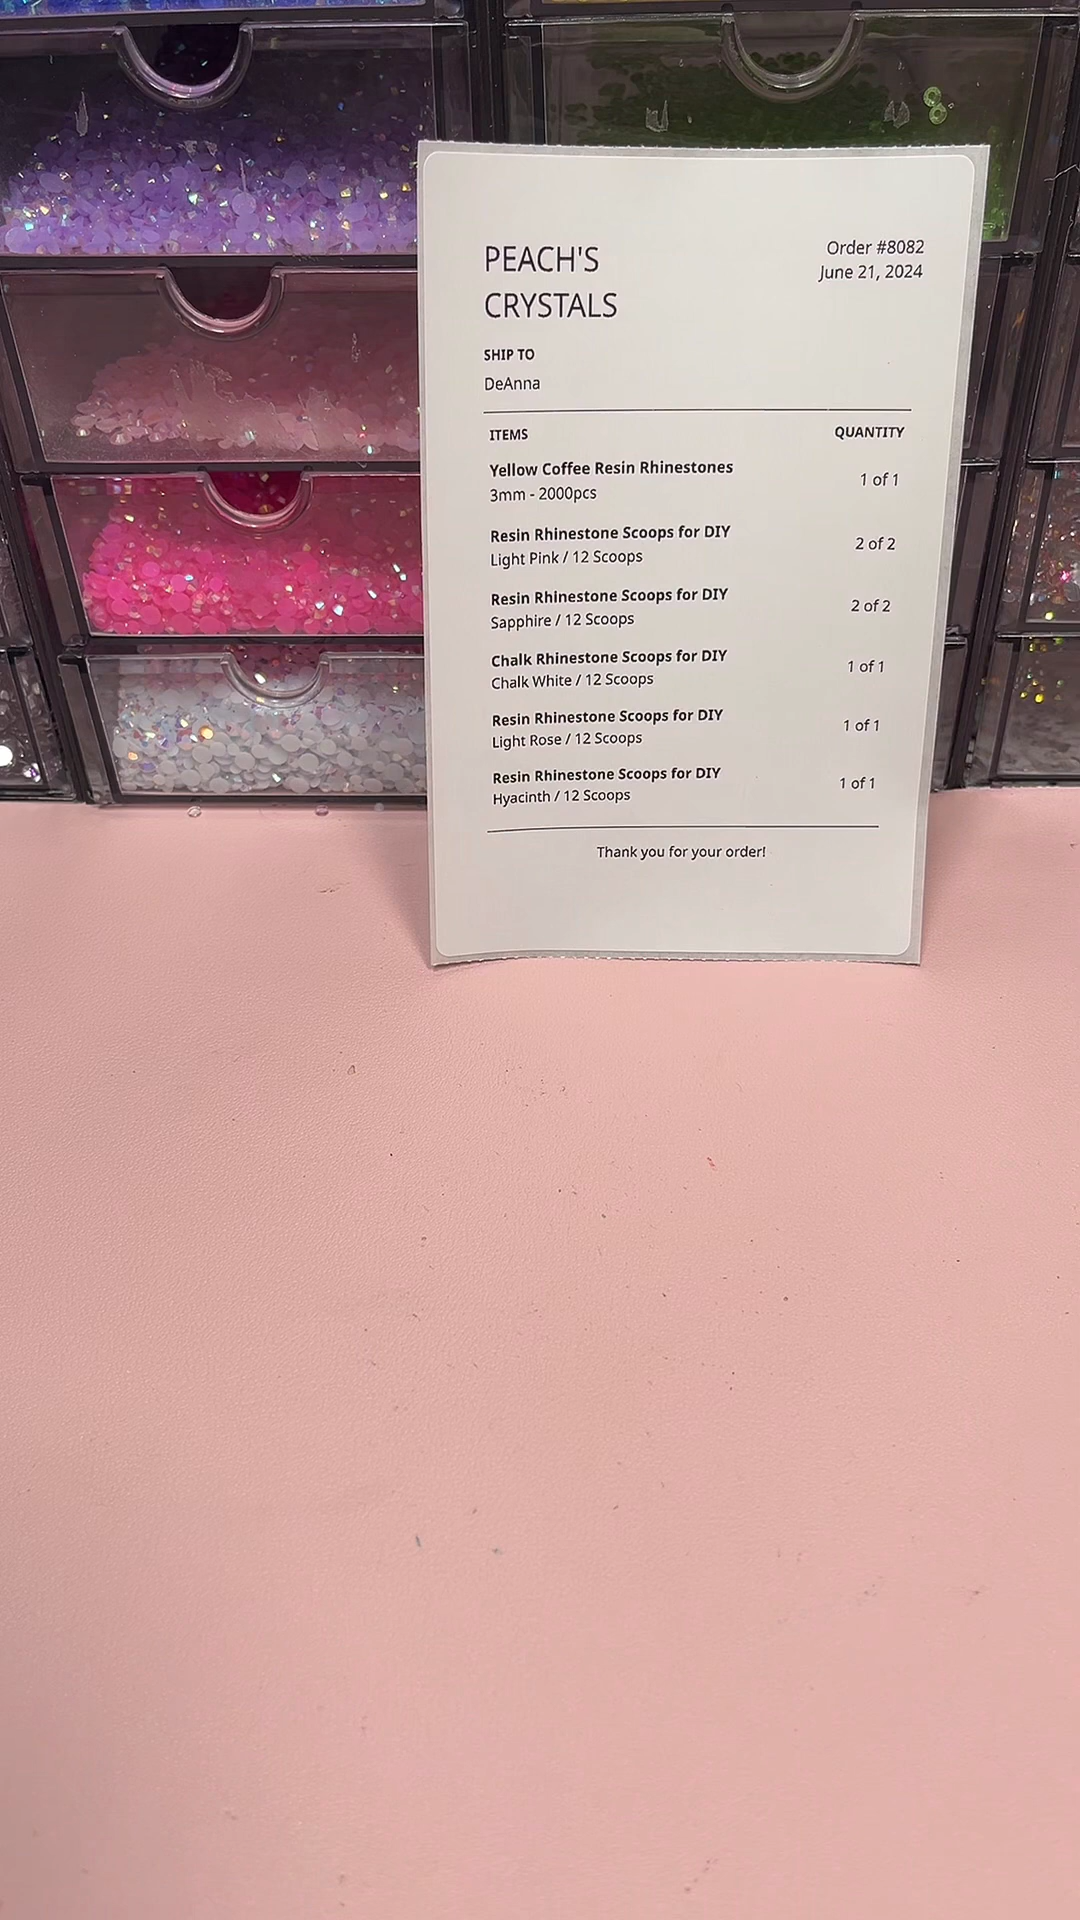 PEACH'S
CRYSTALS
Order #8082
June 21, 2024
SHIP TO
DeAnna
ITEMS QUANTITY
Yellow Coffee Resin Rhinestones
3mm - 2000pcs
1 of 1
Resin Rhinestone Scoops for DIY
Light Pink / 12 Scoops
2 of 2
Resin Rhinestone Scoops for DIY
Sapphire / 12 Scoops
2 of 2
Chalk Rhinestone Scoops for DIY
Chalk White / 12 Scoops
1 of 1
Resin Rhinestone Scoops for DIY
Light Rose / 12 Scoops
1 of 1
Resin Rhinestone Scoops for DIY
Hyacinth / 12 Scoops
1 of 1
Thank you for your order!